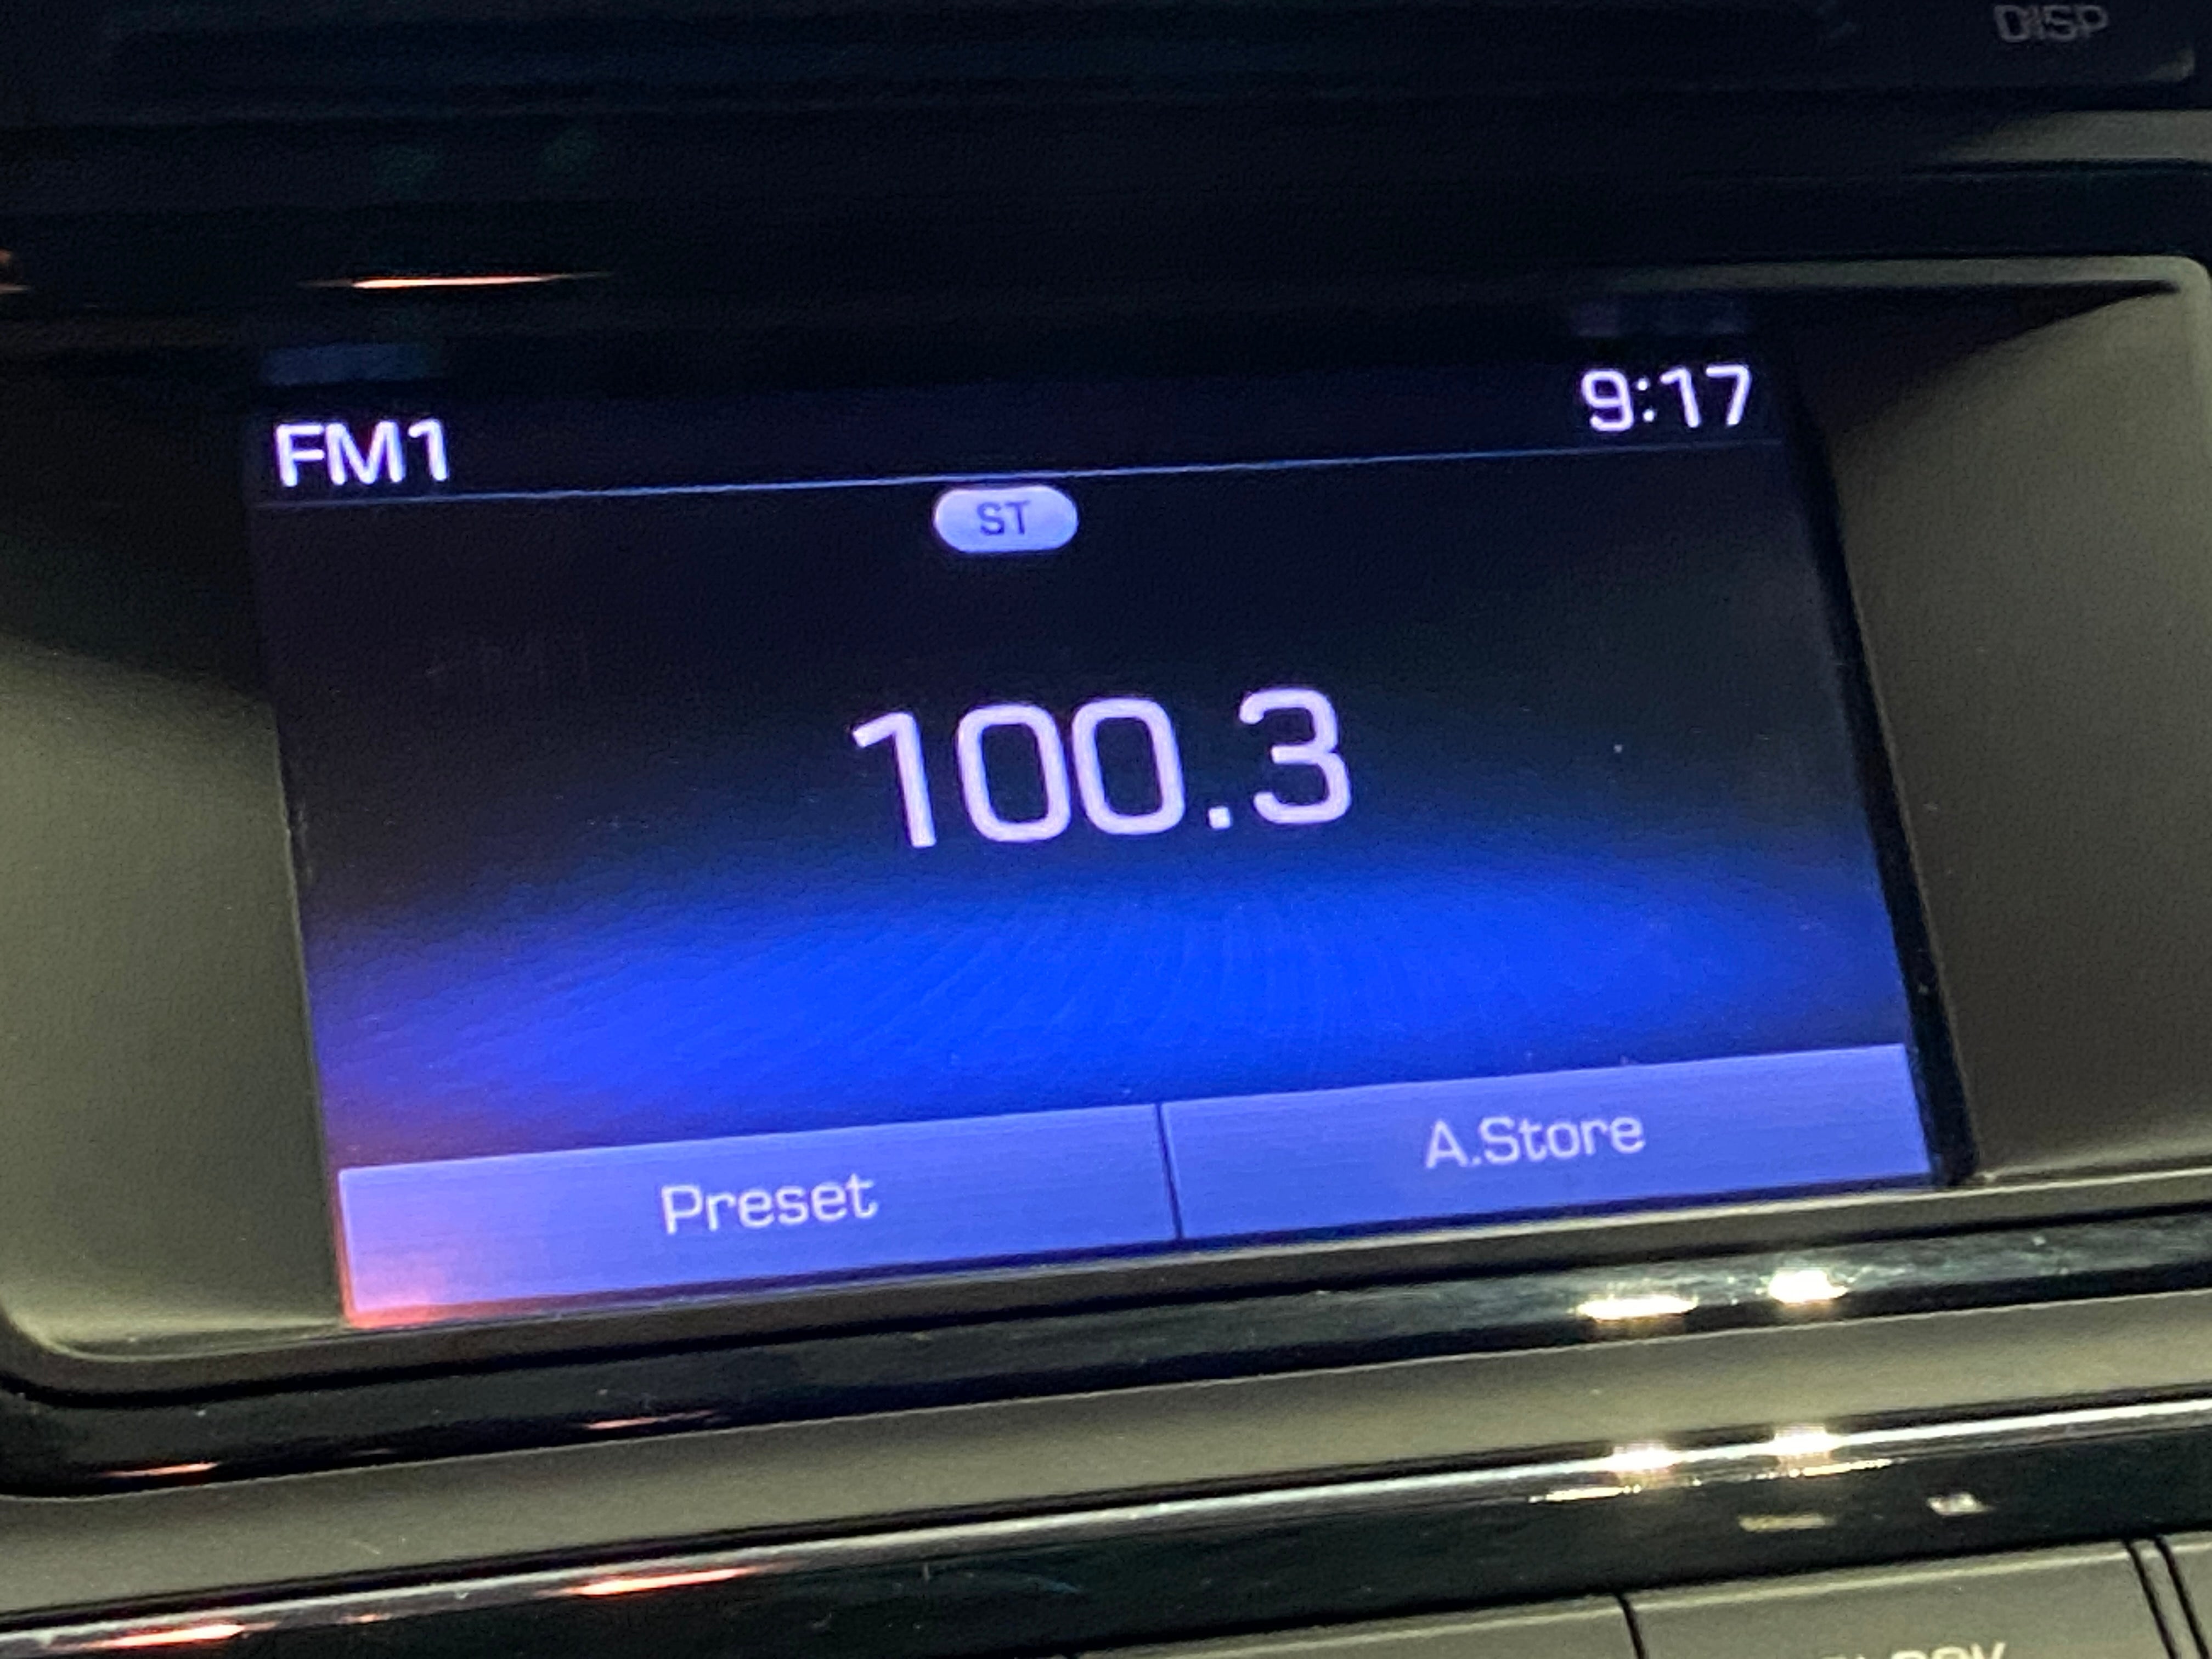 DISP
FM1 9:17
ST
100.3
Preset A.Store